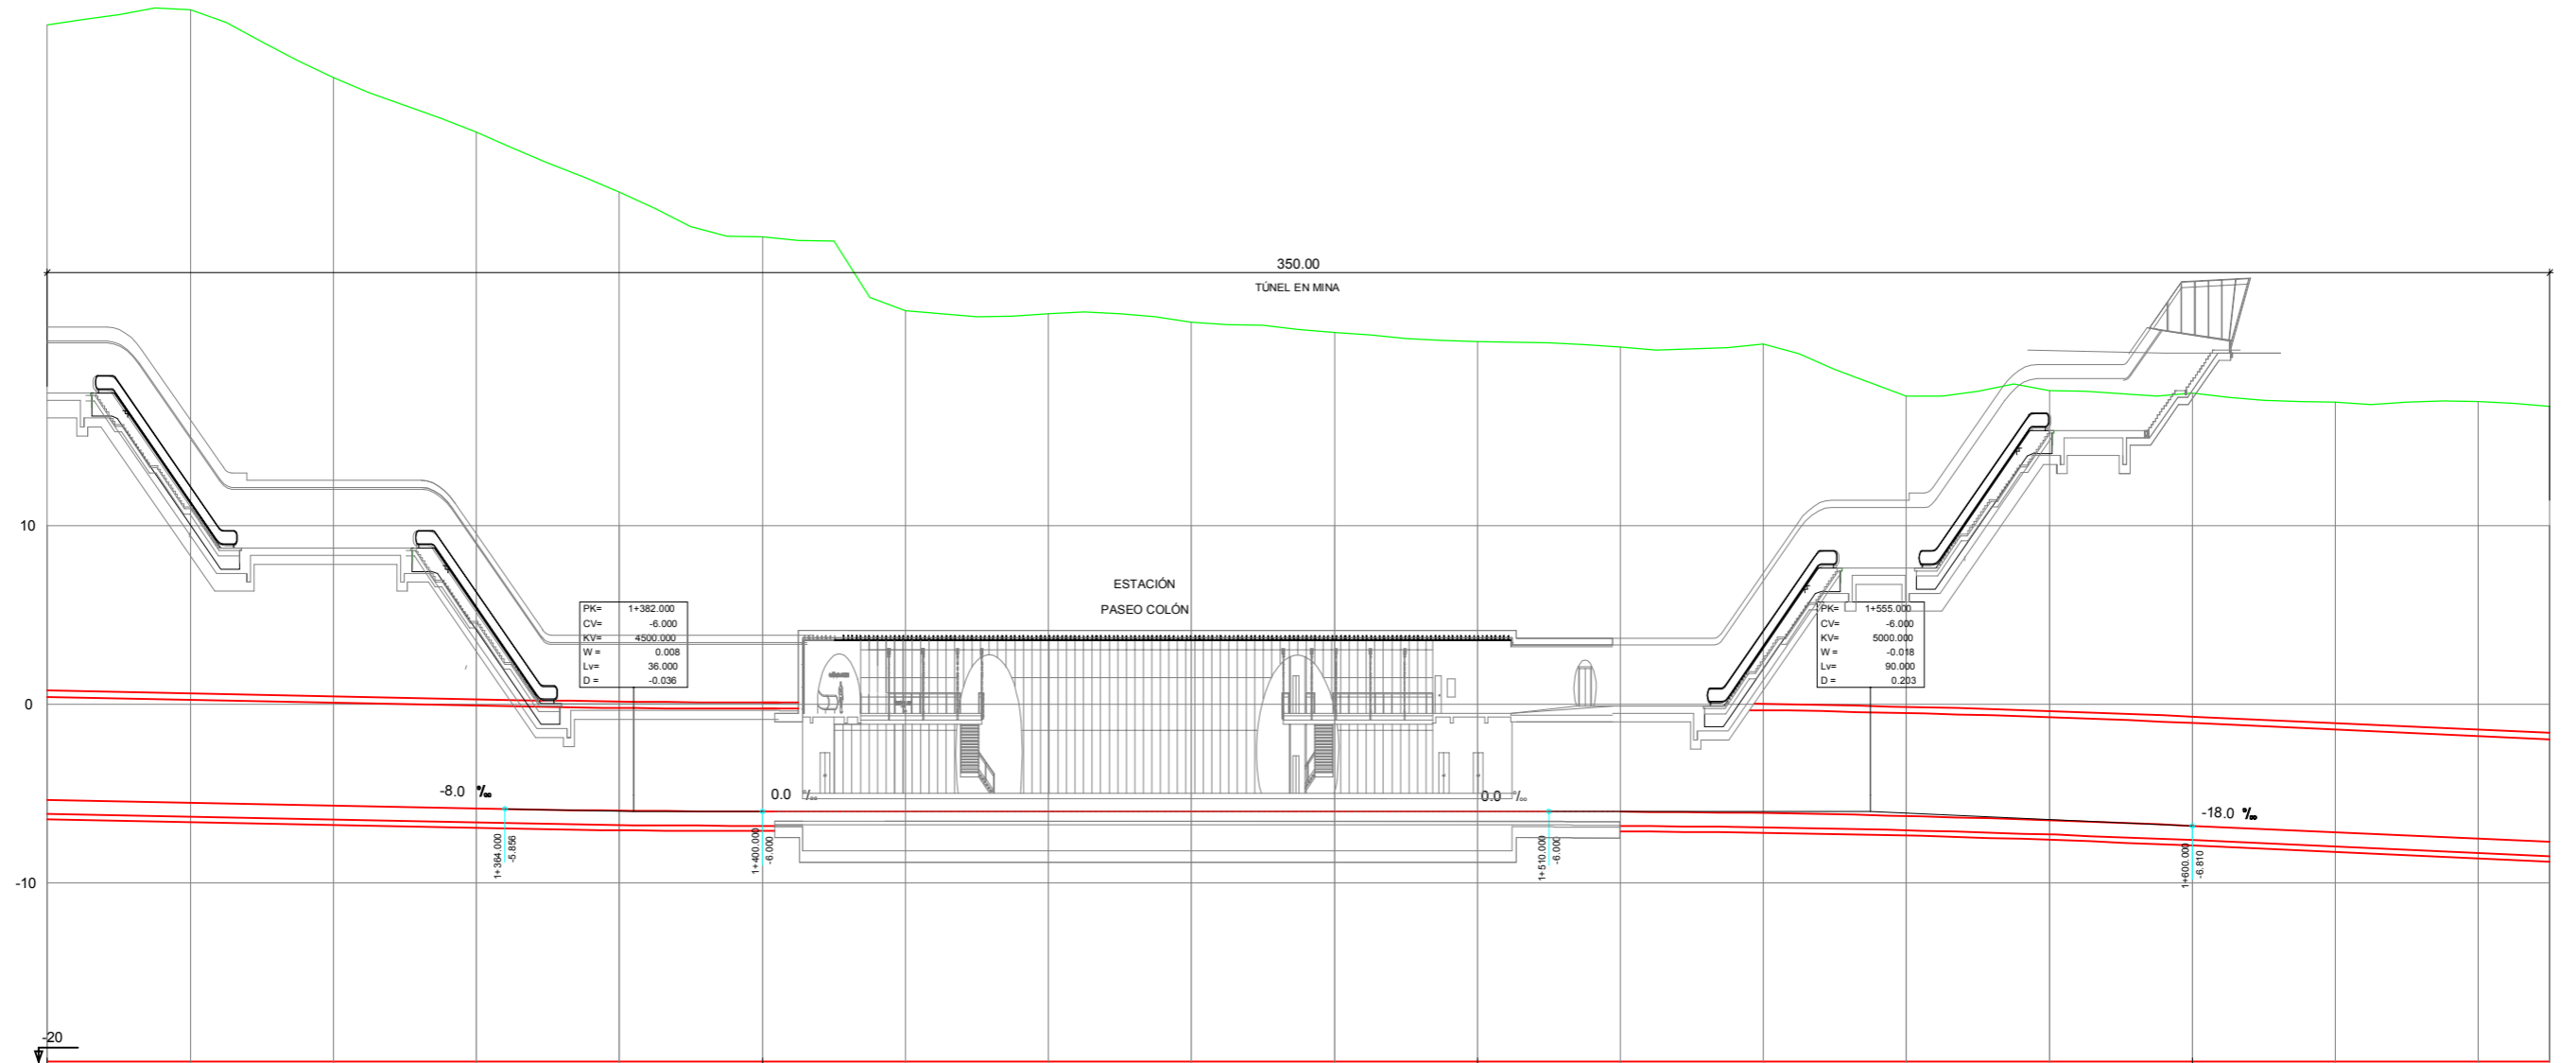 350.00
TÚNEL EN MINA
10
ESTACIÓN
PASEO COLÓN
PK= 1+382.000
CV= -6.000
KV= 4500.000
W = 0.008
Lv= 36.000
D = -0.036
PK= 1+555.000
CV= -6.000
KV= 5000.000
W = -0.018
Lv= 90.000
D = 0.203
0
-8.0 ‰
0.0 ‰
0.0 ‰
-18.0 ‰
1+364.000
-5.856
1+400.000
-6.000
1+510.000
-6.000
1+600.000
-6.810
-10
-20